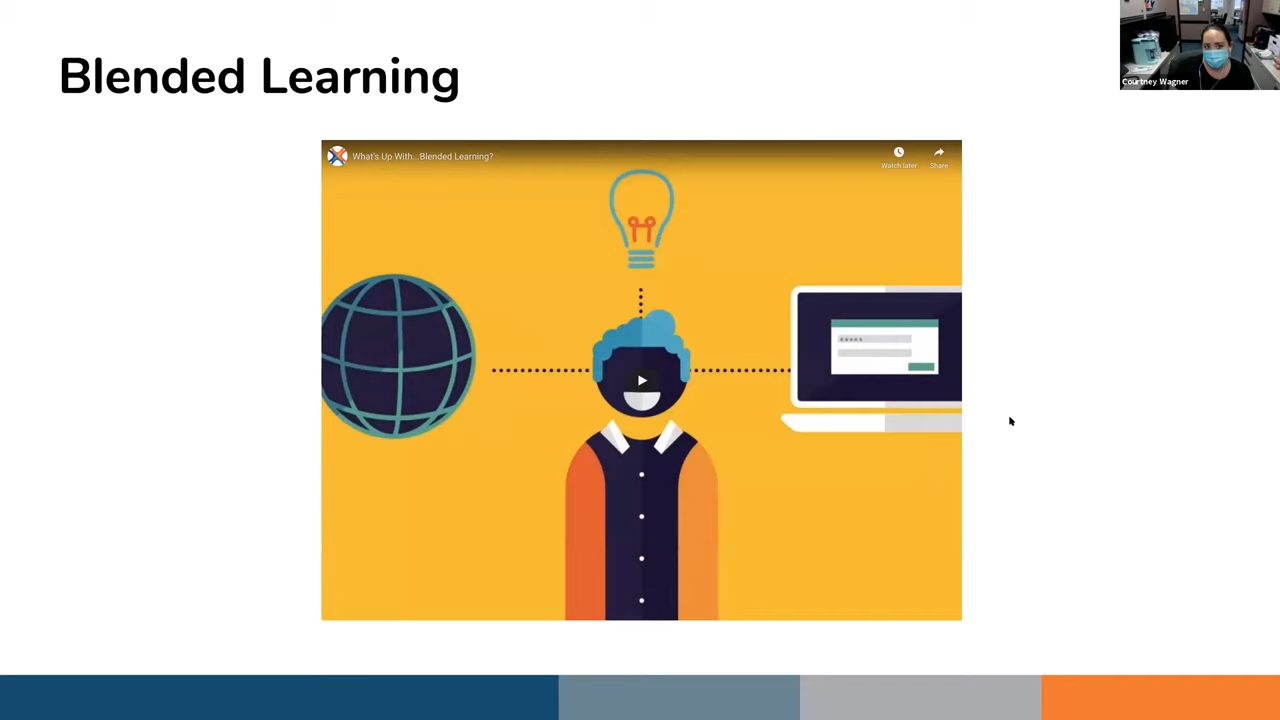 Blended Learning
Courtney Wagner
What's Up With...Blended Learning?
Watch later
Share